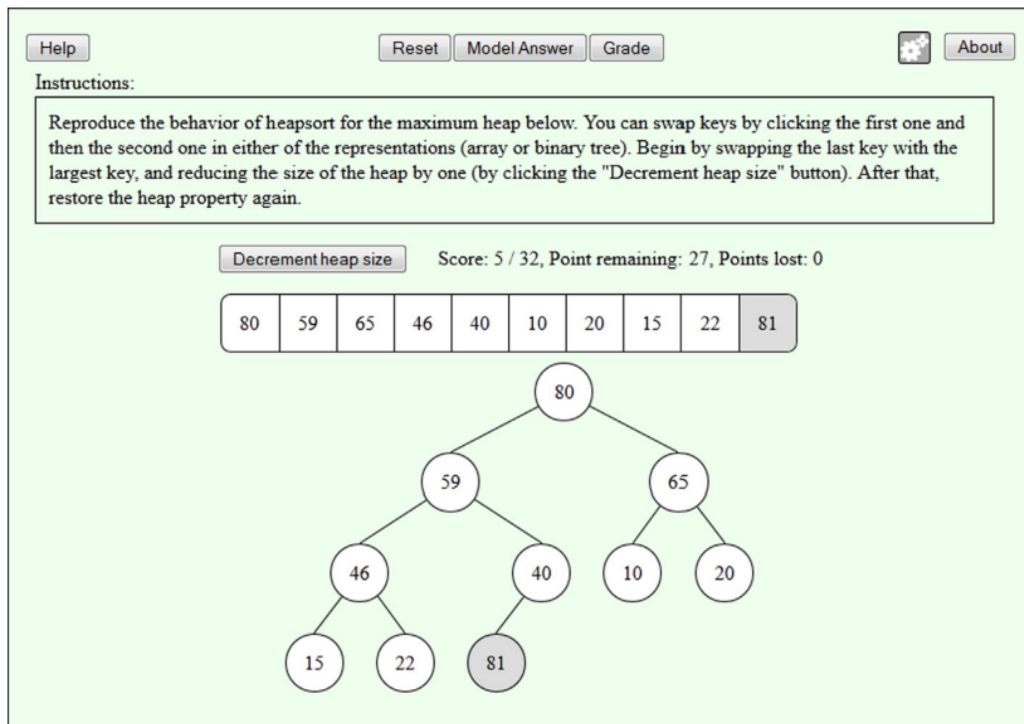 Help Reset Model Answer Grade About
Instructions:
Reproduce the behavior of heapsort for the maximum heap below. You can swap keys by clicking the first one and
then the second one in either of the representations (array or binary tree). Begin by swapping the last key with the
largest key, and reducing the size of the heap by one (by clicking the "Decrement heap size" button). After that,
restore the heap property again.
Decrement heap size Score: 5 / 32, Point remaining: 27, Points lost: 0
80 59 65 46 40 10 20 15 22 81
80
59 65
46 40 10 20
15 22 81